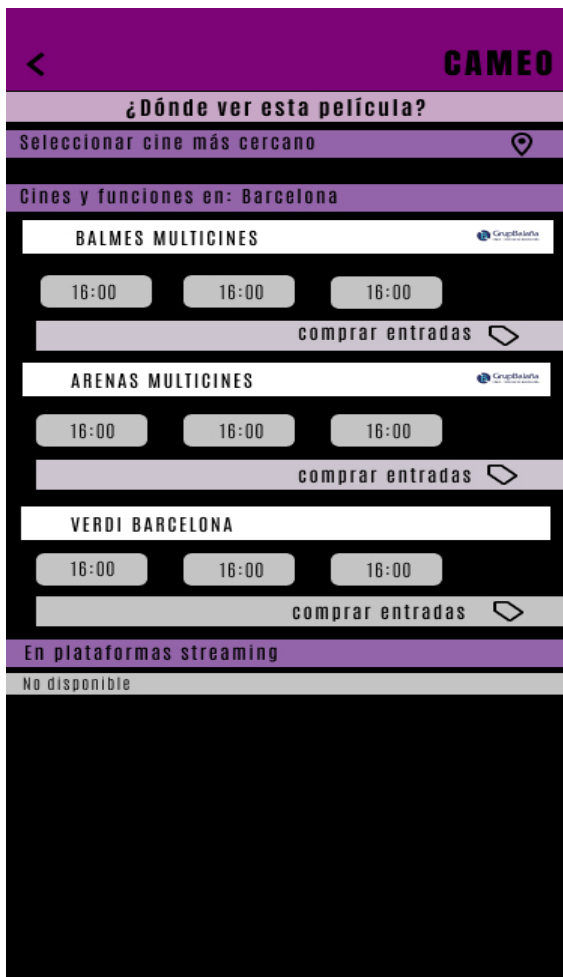 CAMEO
¿Dónde ver esta película?
Seleccionar cine más cercano
Cines y funciones en: Barcelona
BALMES MULTICINES GrupBalañá
16:00 16:00 16:00
comprar entradas
ARENAS MULTICINES GrupBalañá
16:00 16:00 16:00
comprar entradas
VERDI BARCELONA
16:00 16:00 16:00
comprar entradas
En plataformas streaming
No disponible